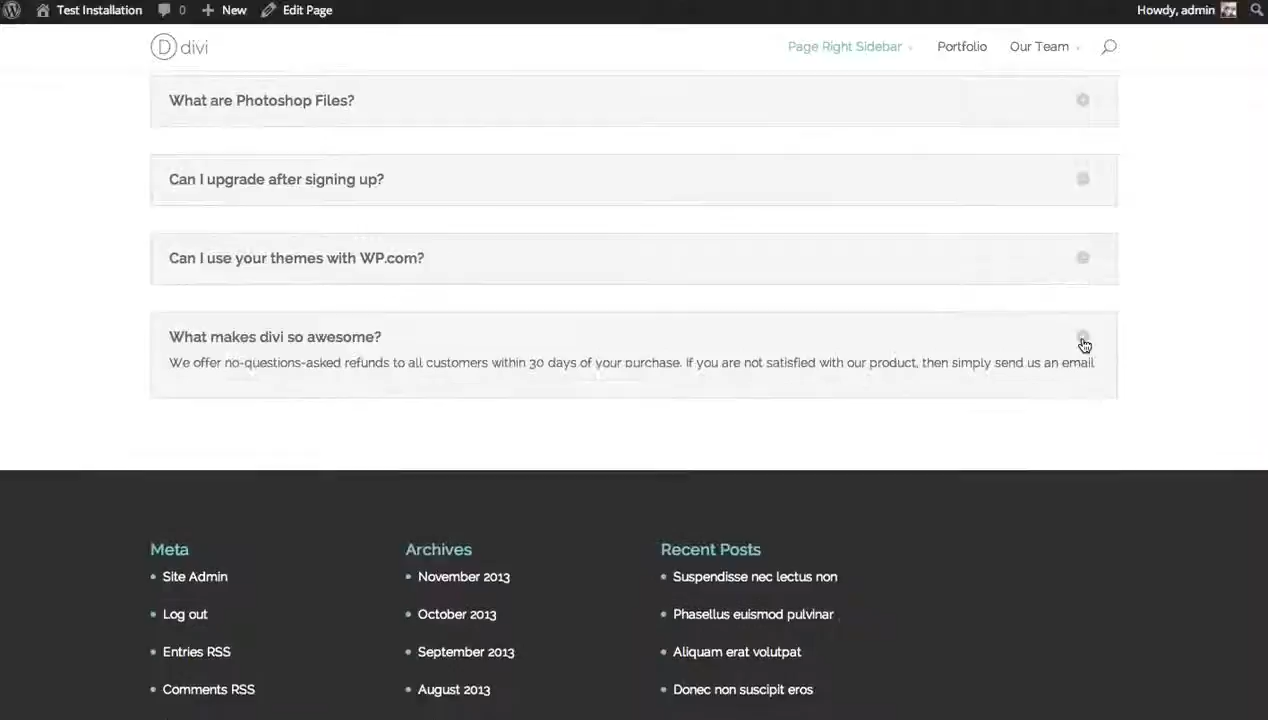 Test Installation 0 New Edit Page Howdy, admin
D divi Page Right Sidebar Portfolio Our Team
What are Photoshop Files?
Can I upgrade after signing up?
Can I use your themes with WP.com?
What makes divi so awesome?
We offer no-questions-asked refunds to all customers within 30 days of your purchase. If you are not satisfied with our product, then simply send us an email
Meta
Site Admin
Log out
Entries RSS
Comments RSS
Archives
November 2013
October 2013
September 2013
August 2013
Recent Posts
Suspendisse nec lectus non
Phasellus euismod pulvinar
Aliquam erat volutpat
Donec non suscipit eros